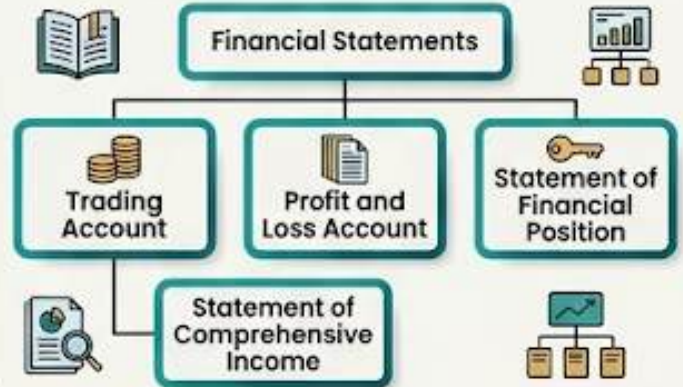 Financial Statements
Trading
Account
Profit and
Loss Account
Statement of
Financial
Position
Statement of
Comprehensive
Income